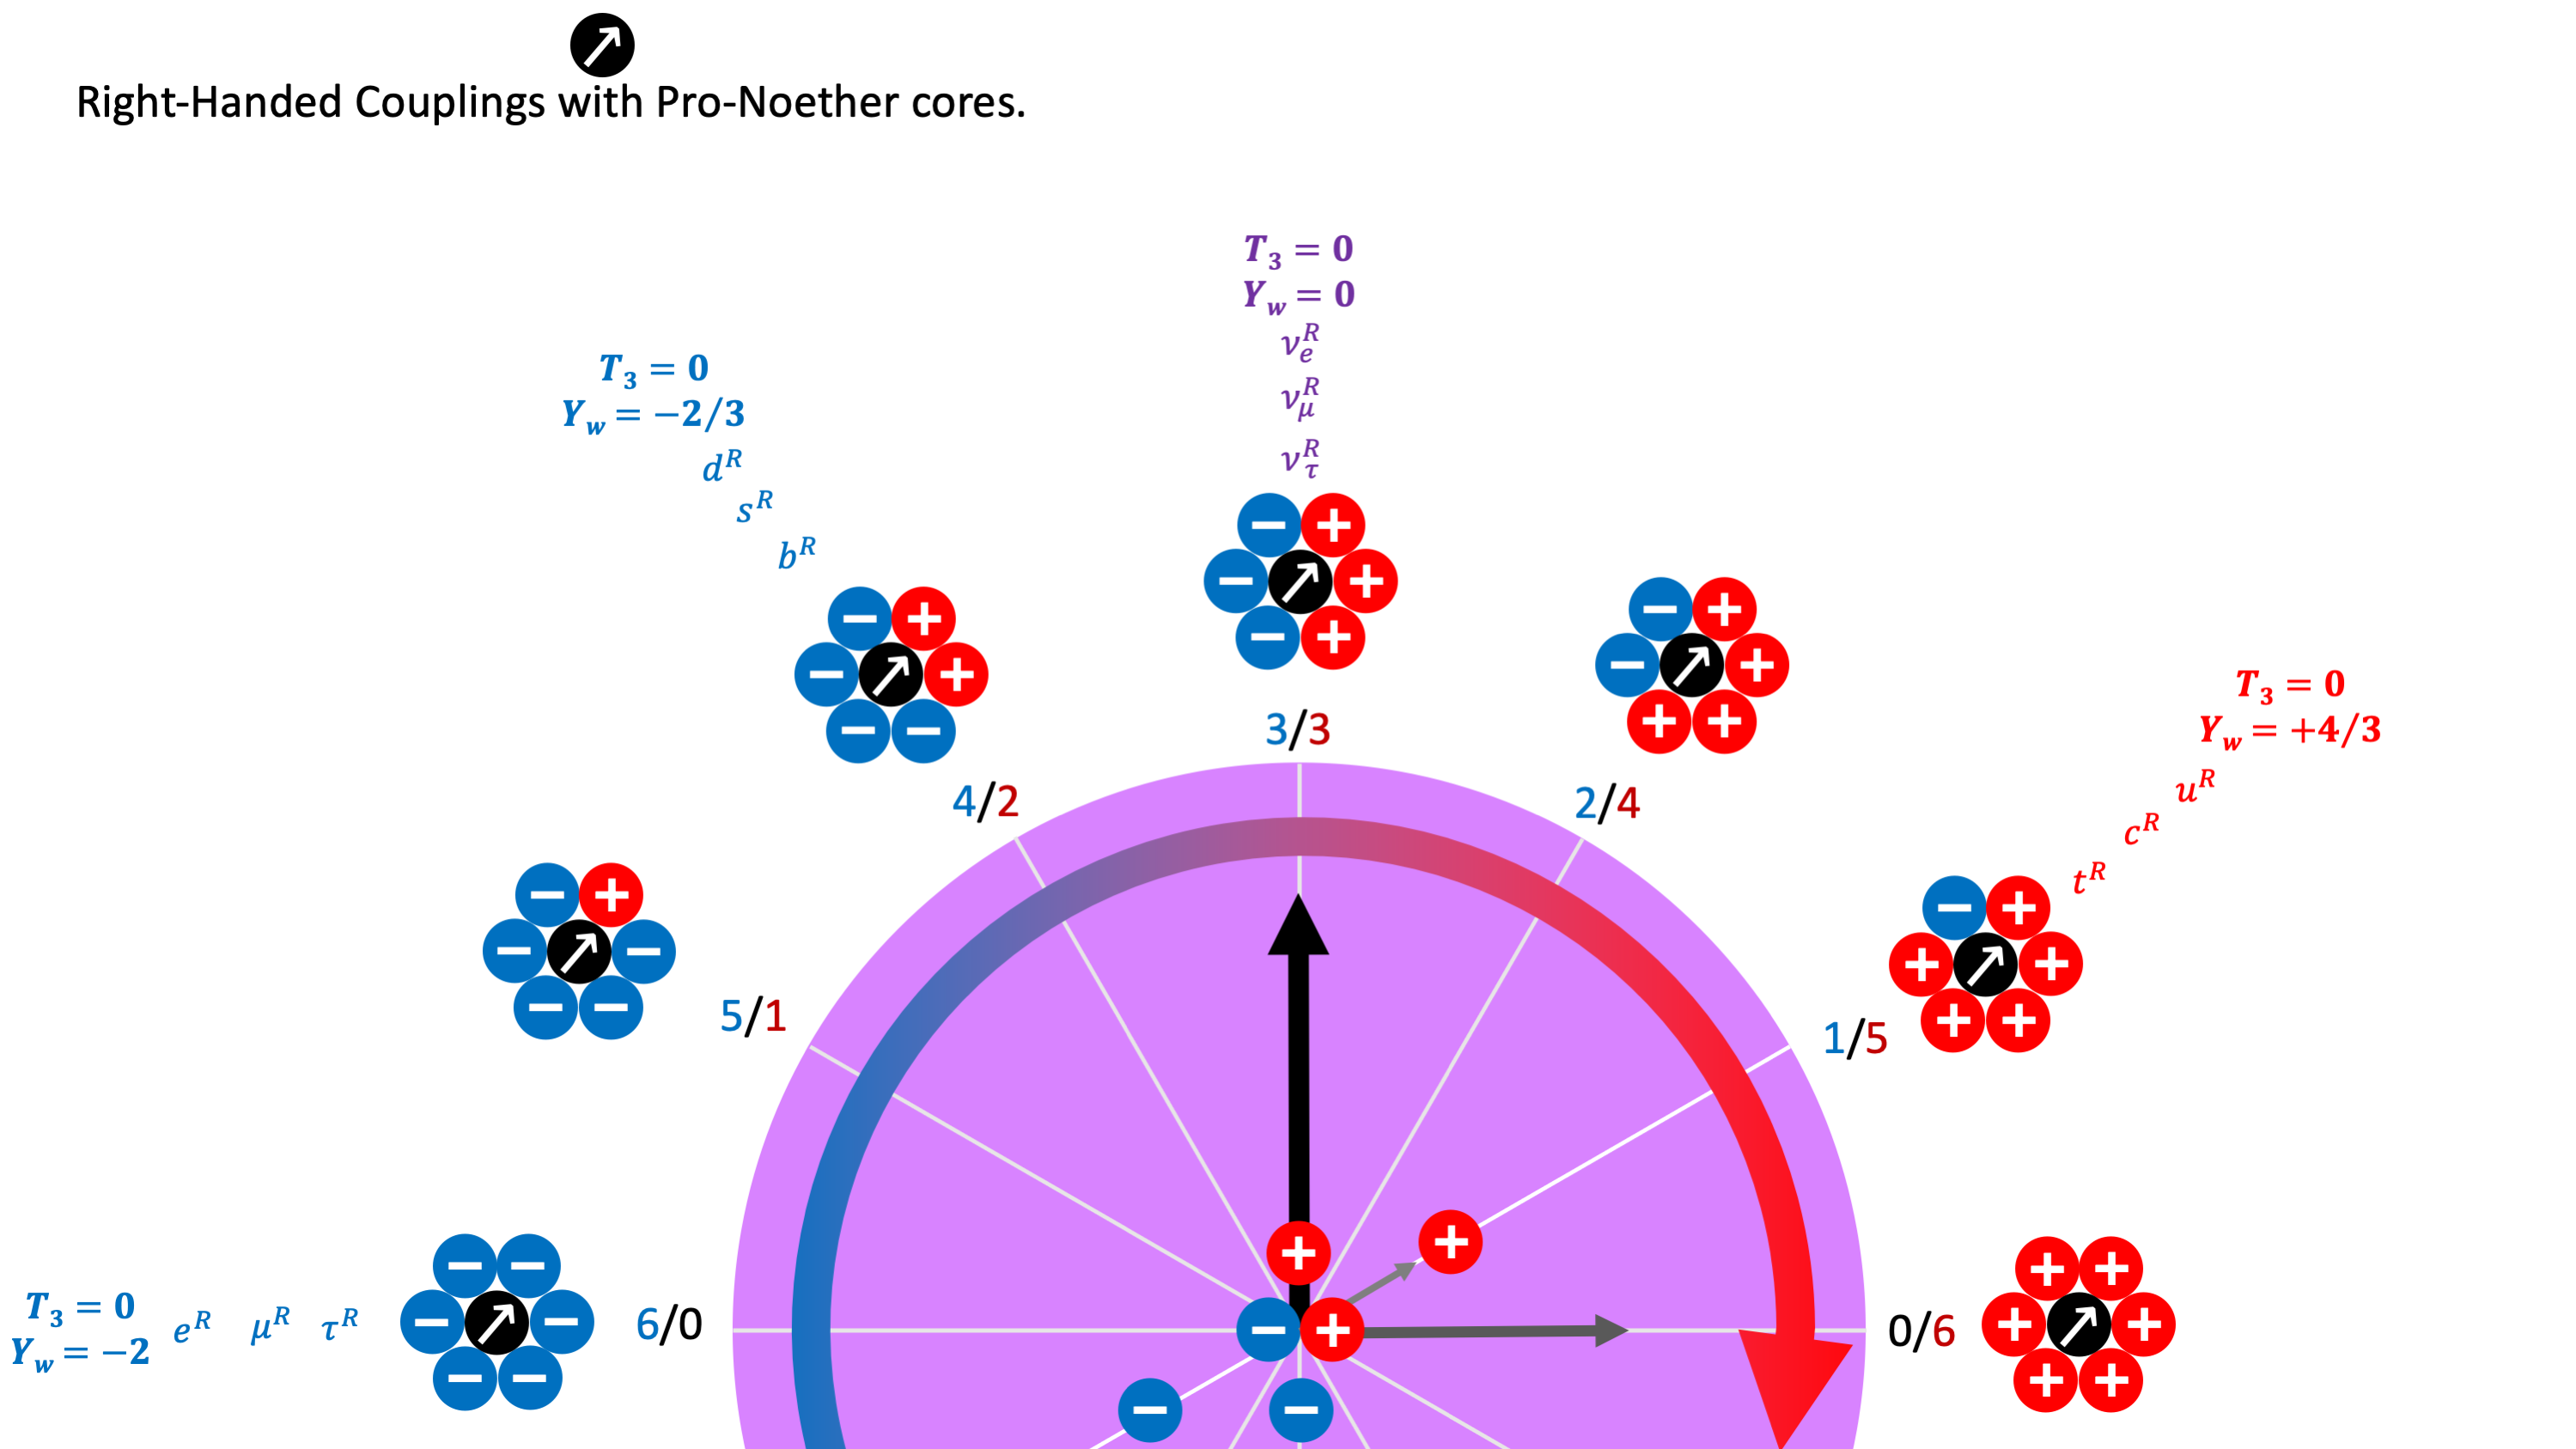 Right-Handed Couplings with Pro-Noether cores.
T₃ = 0
Y_w = 0
ν_e^R
ν_μ^R
ν_τ^R
T₃ = 0
Y_w = −2/3
d^R
s^R
b^R
− +
− +
− +
3/3
− +
− +
− −
4/2
− +
− +
+ +
2/4
T₃ = 0
Y_w = +4/3
u^R
c^R
t^R
− +
− −
− −
5/1
− +
+ +
+ +
1/5
T₃ = 0
Y_w = −2
e^R μ^R τ^R
− −
− −
− −
6/0
+
+
− +
− −
0/6
+ +
+ +
+ +